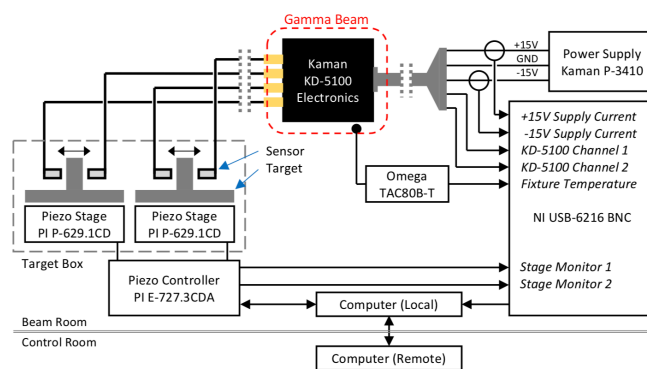 Gamma Beam
Kaman
KD-5100
Electronics
+15V
GND
-15V
Power Supply
Kaman P-3410
+15V Supply Current
-15V Supply Current
KD-5100 Channel 1
KD-5100 Channel 2
Fixture Temperature
NI USB-6216 BNC
Stage Monitor 1
Stage Monitor 2
Omega
TAC80B-T
Sensor
Target
Piezo Stage
PI P-629.1CD
Piezo Stage
PI P-629.1CD
Target Box
Piezo Controller
PI E-727.3CDA
Computer (Local)
Beam Room
Control Room
Computer (Remote)